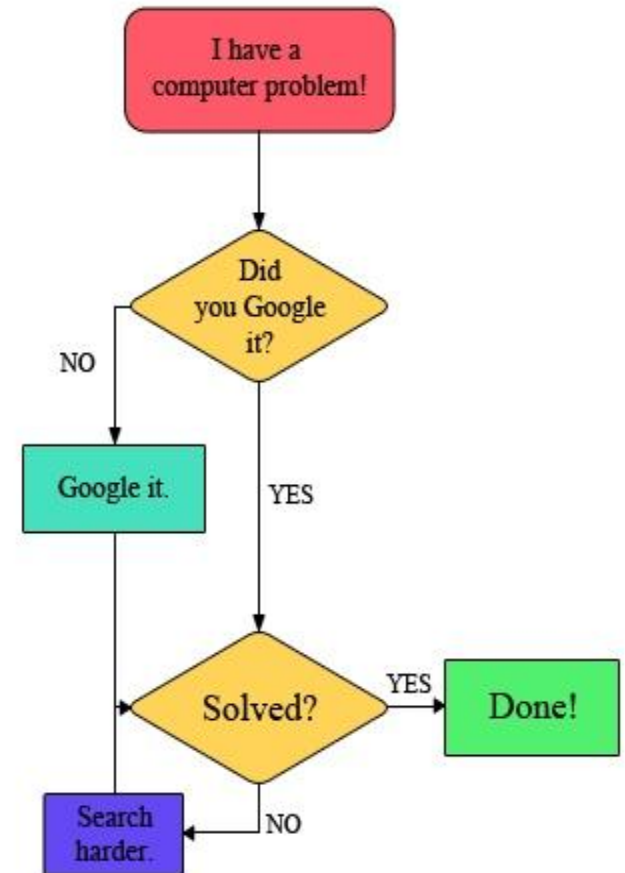 I have a
computer problem!
Did
you Google
it?
NO
Google it.
YES
Solved?
YES
Done!
NO
Search
harder.